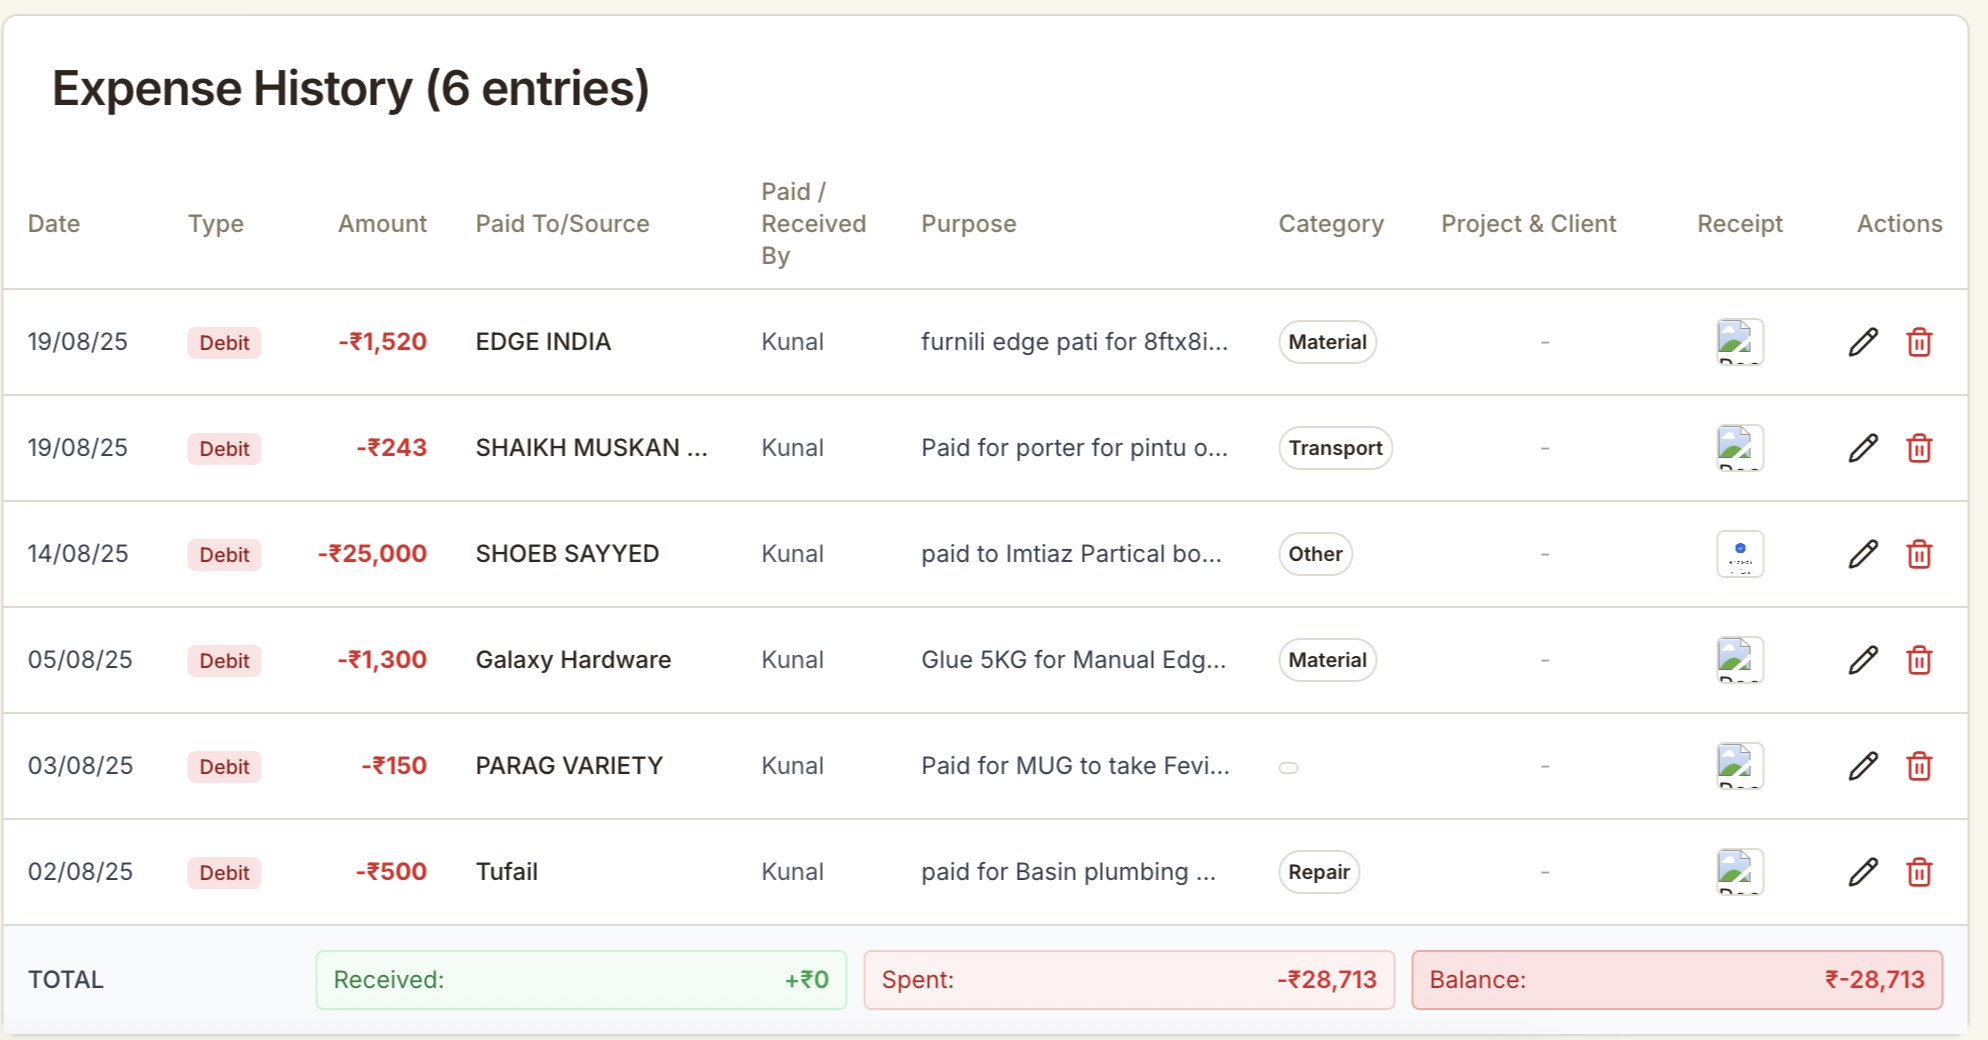 Expense History (6 entries)
Date Type Amount Paid To/Source Paid / Received By Purpose Category Project & Client Receipt Actions
19/08/25 Debit -₹1,520 EDGE INDIA Kunal furnili edge pati for 8ftx8i... Material -
19/08/25 Debit -₹243 SHAIKH MUSKAN ... Kunal Paid for porter for pintu o... Transport -
14/08/25 Debit -₹25,000 SHOEB SAYYED Kunal paid to Imtiaz Partical bo... Other -
05/08/25 Debit -₹1,300 Galaxy Hardware Kunal Glue 5KG for Manual Edg... Material -
03/08/25 Debit -₹150 PARAG VARIETY Kunal Paid for MUG to take Fevi... -
02/08/25 Debit -₹500 Tufail Kunal paid for Basin plumbing ... Repair -
TOTAL Received: +₹0 Spent: -₹28,713 Balance: ₹-28,713